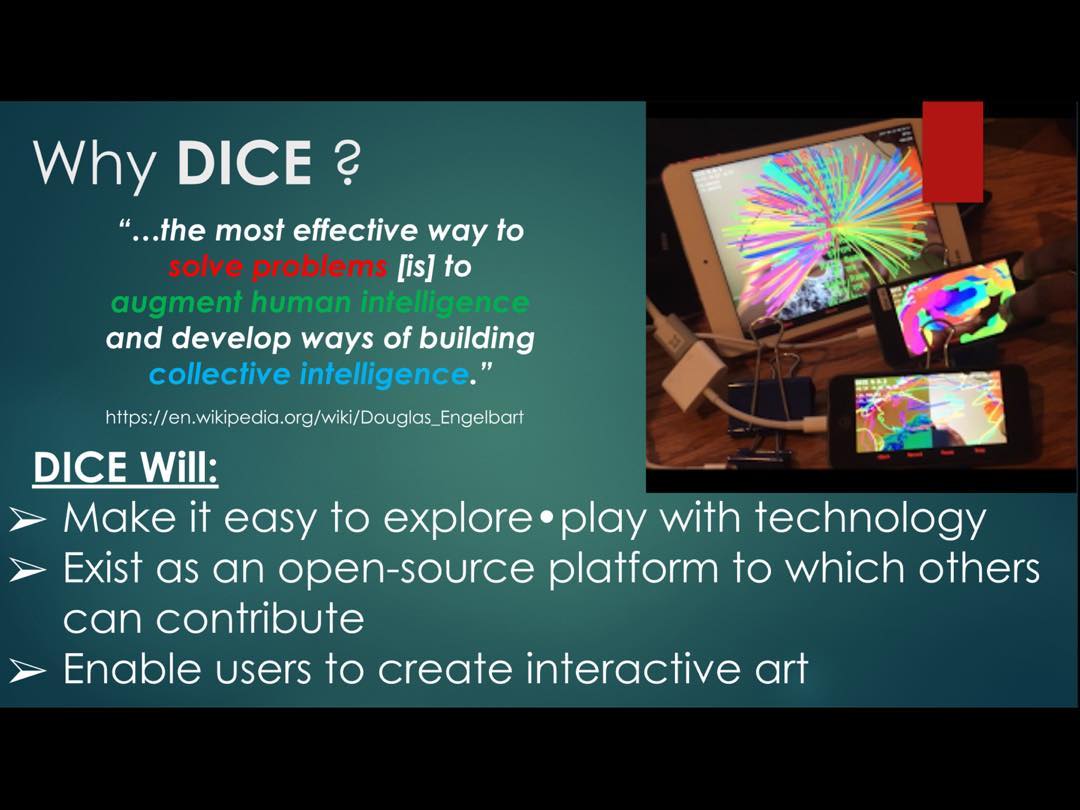 Why DICE ?
“…the most effective way to
solve problems [is] to
augment human intelligence
and develop ways of building
collective intelligence.”
https://en.wikipedia.org/wiki/Douglas_Engelbart
DICE Will:
➢ Make it easy to explore•play with technology
➢ Exist as an open-source platform to which others
can contribute
➢ Enable users to create interactive art